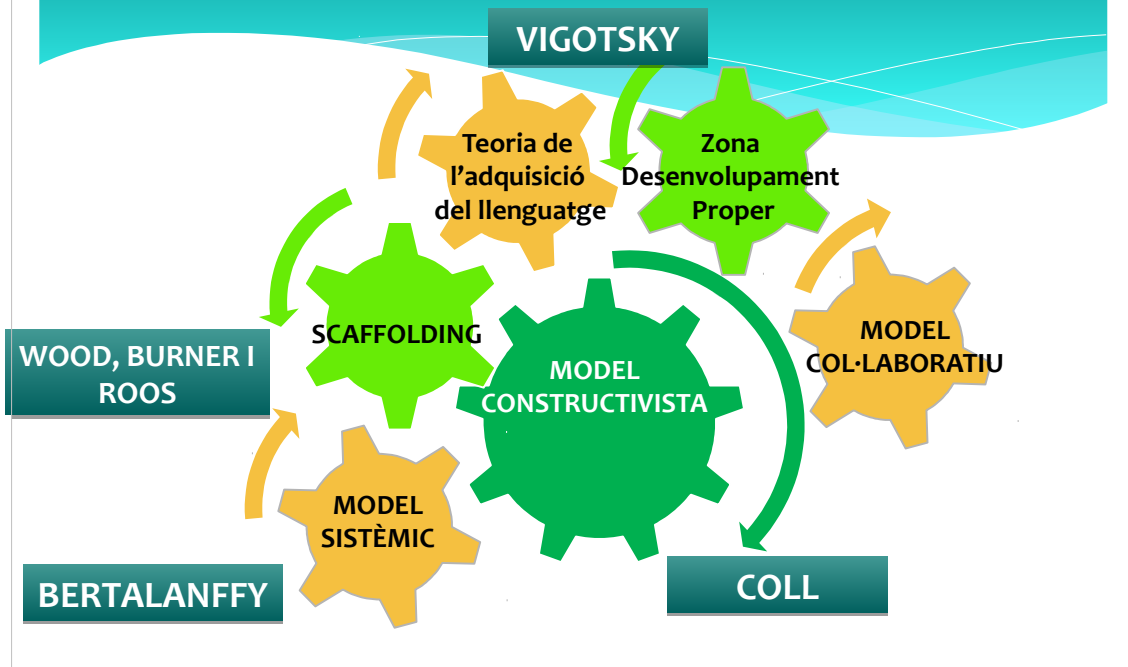 VIGOTSKY
Teoria de
l’adquisició
del llenguatge
Zona
Desenvolupament
Proper
SCAFFOLDING
WOOD, BURNER I
ROOS
MODEL
CONSTRUCTIVISTA
MODEL
COL·LABORATIU
MODEL
SISTÈMIC
BERTALANFFY
COLL